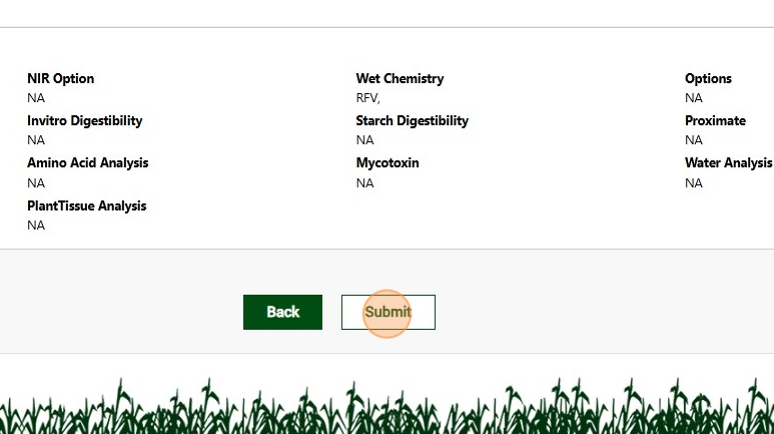 NIR Option
NA
Wet Chemistry
RFV,
Options
NA
Invitro Digestibility
NA
Starch Digestibility
NA
Proximate
NA
Amino Acid Analysis
NA
Mycotoxin
NA
Water Analysis
NA
PlantTissue Analysis
NA
Back
Submit